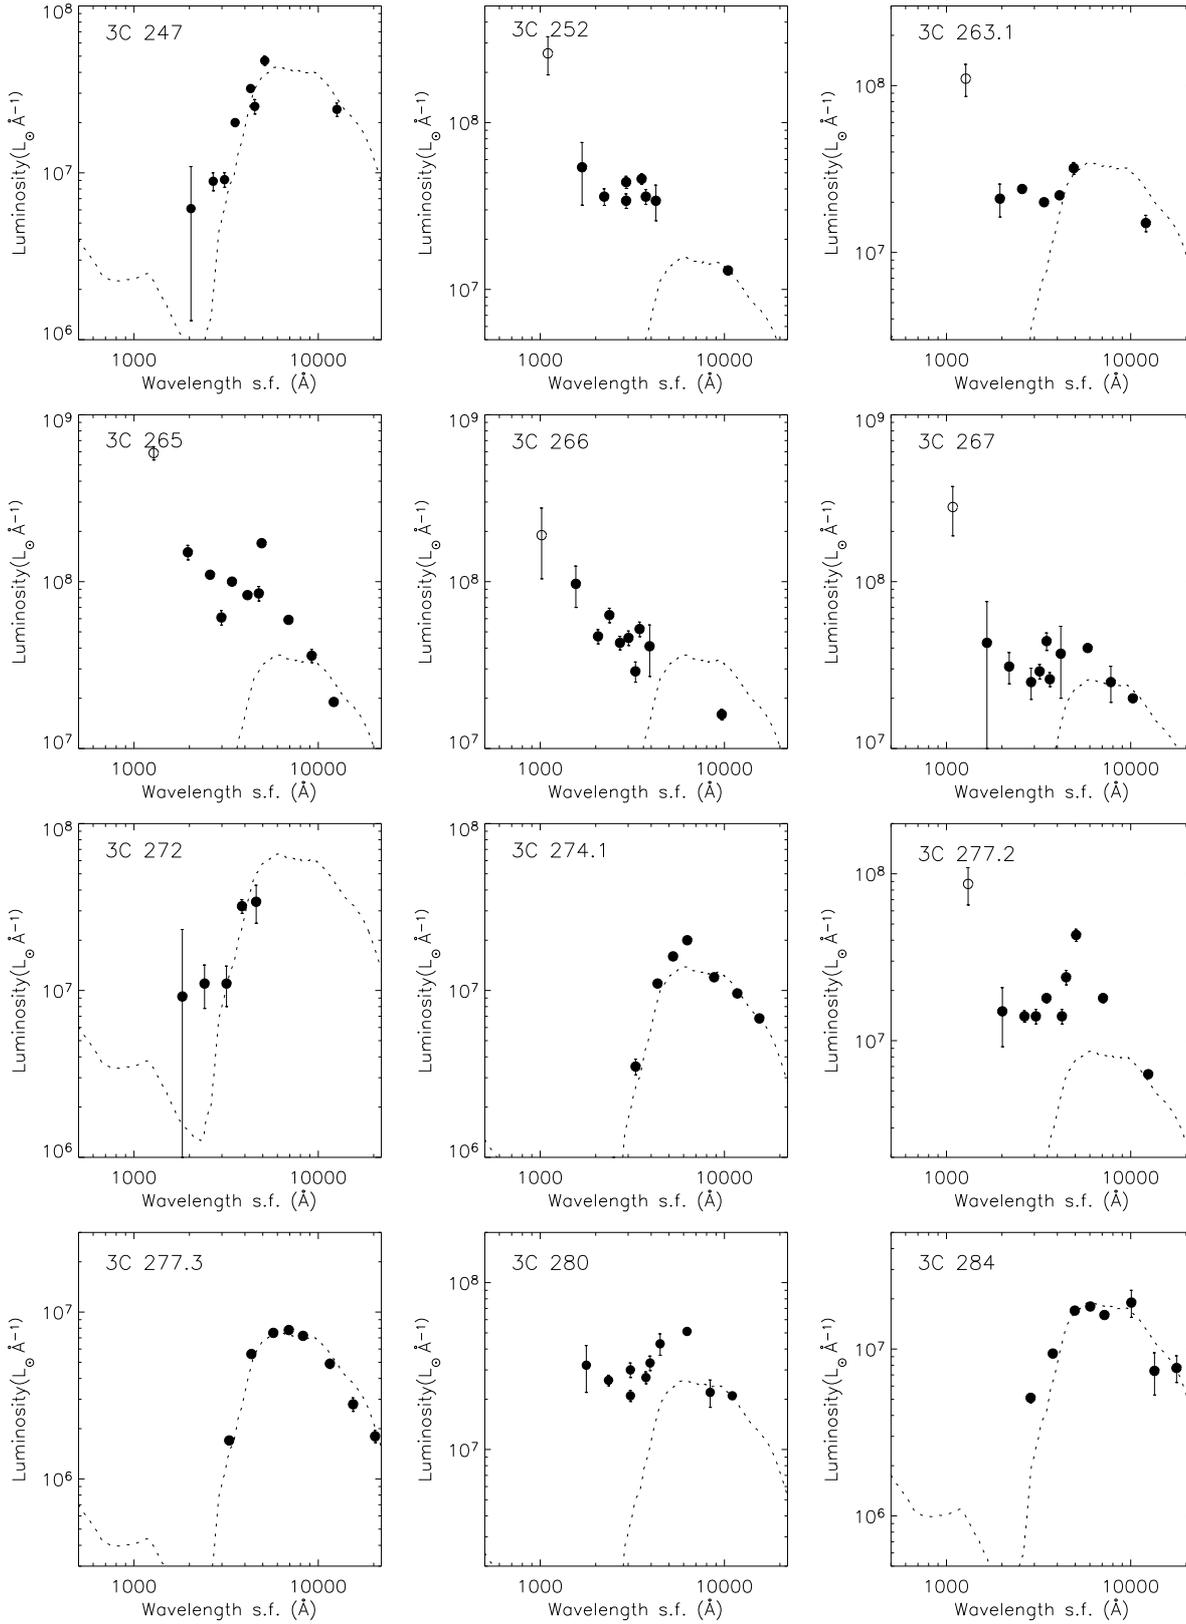 3C 247
10⁸
10⁷
10⁶
Luminosity(L⊙ Å⁻¹)
1000 10000
Wavelength s.f. (Å)
3C 252
10⁸
10⁷
Luminosity(L⊙ Å⁻¹)
1000 10000
Wavelength s.f. (Å)
3C 263.1
10⁸
10⁷
Luminosity(L⊙ Å⁻¹)
1000 10000
Wavelength s.f. (Å)
3C 265
10⁹
10⁸
10⁷
Luminosity(L⊙ Å⁻¹)
1000 10000
Wavelength s.f. (Å)
3C 266
10⁹
10⁸
10⁷
Luminosity(L⊙ Å⁻¹)
1000 10000
Wavelength s.f. (Å)
3C 267
10⁹
10⁸
10⁷
Luminosity(L⊙ Å⁻¹)
1000 10000
Wavelength s.f. (Å)
3C 272
10⁸
10⁷
10⁶
Luminosity(L⊙ Å⁻¹)
1000 10000
Wavelength s.f. (Å)
3C 274.1
10⁸
10⁷
10⁶
Luminosity(L⊙ Å⁻¹)
1000 10000
Wavelength s.f. (Å)
3C 277.2
10⁸
10⁷
Luminosity(L⊙ Å⁻¹)
1000 10000
Wavelength s.f. (Å)
3C 277.3
10⁷
10⁶
Luminosity(L⊙ Å⁻¹)
1000 10000
Wavelength s.f. (Å)
3C 280
10⁸
10⁷
Luminosity(L⊙ Å⁻¹)
1000 10000
Wavelength s.f. (Å)
3C 284
10⁷
10⁶
Luminosity(L⊙ Å⁻¹)
1000 10000
Wavelength s.f. (Å)